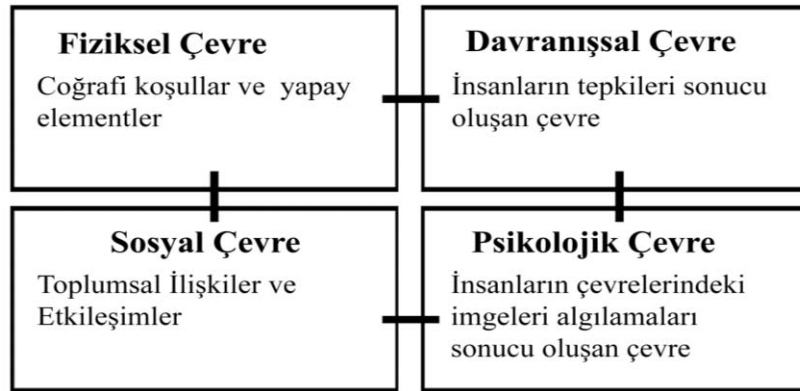 Fiziksel Çevre
Coğrafi koşullar ve yapay
elementler
Davranışsal Çevre
İnsanların tepkileri sonucu
oluşan çevre
Sosyal Çevre
Toplumsal İlişkiler ve
Etkileşimler
Psikolojik Çevre
İnsanların çevrelerindeki
imgeleri algılamaları
sonucu oluşan çevre